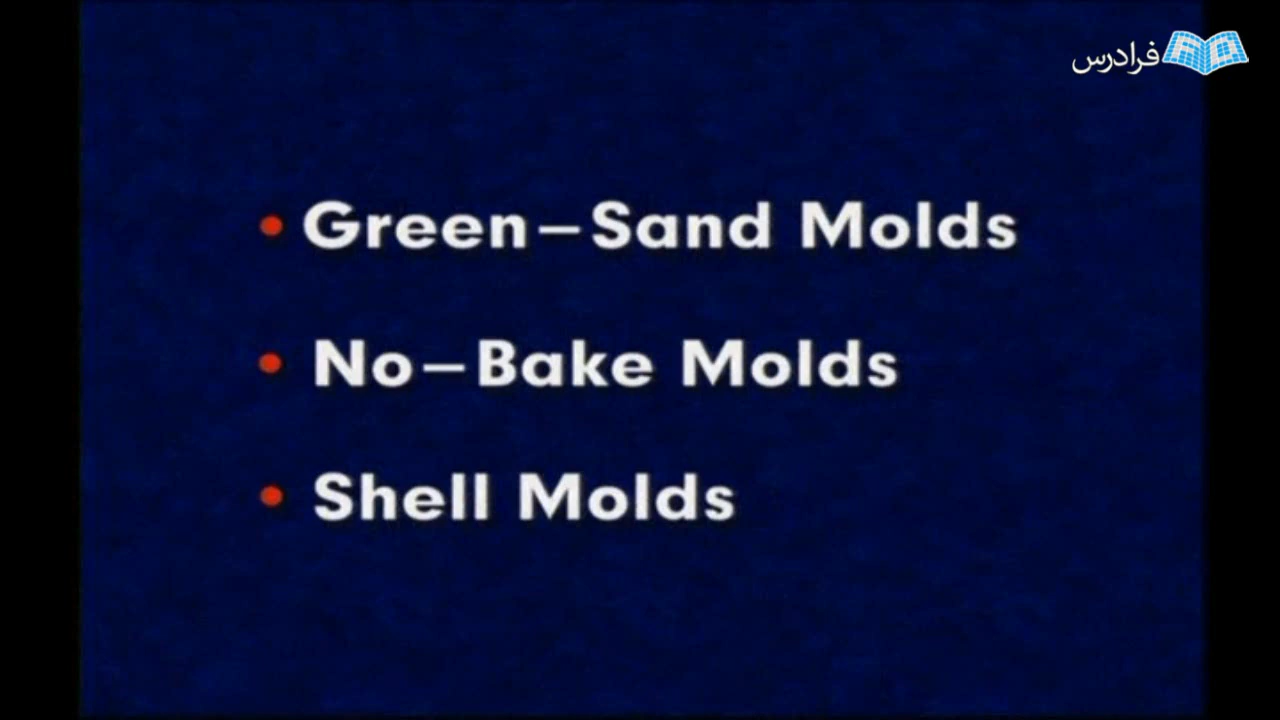 فرادرس
• Green–Sand Molds
• No–Bake Molds
• Shell Molds